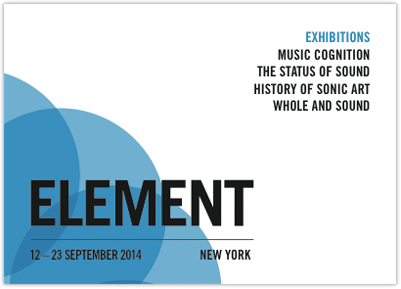 EXHIBITIONS
MUSIC COGNITION
THE STATUS OF SOUND
HISTORY OF SONIC ART
WHOLE AND SOUND
ELEMENT
12 – 23 SEPTEMBER 2014 NEW YORK